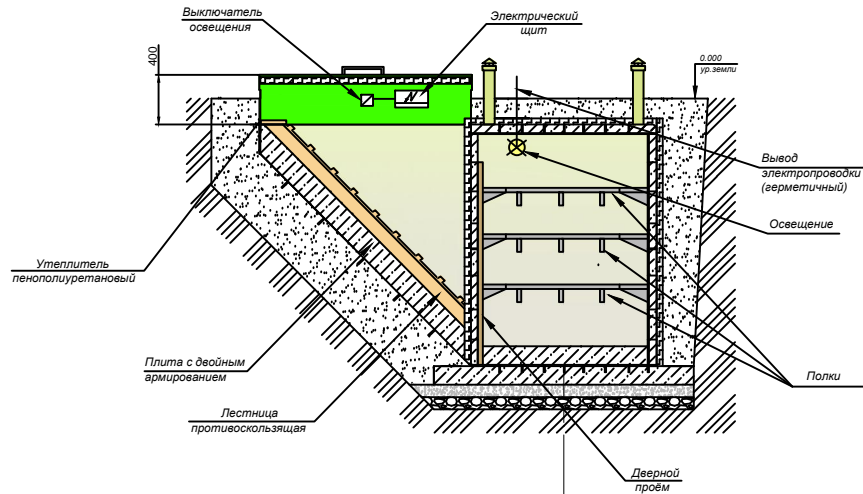 Выключатель
освещения
Электрический
щит
400
0.000
ур.земли
Вывод
электропроводки
(герметичный)
Освещение
Утеплитель
пенополиуретановый
Плита с двойным
армированием
Лестница
противоскользящая
Полки
Дверной
проём